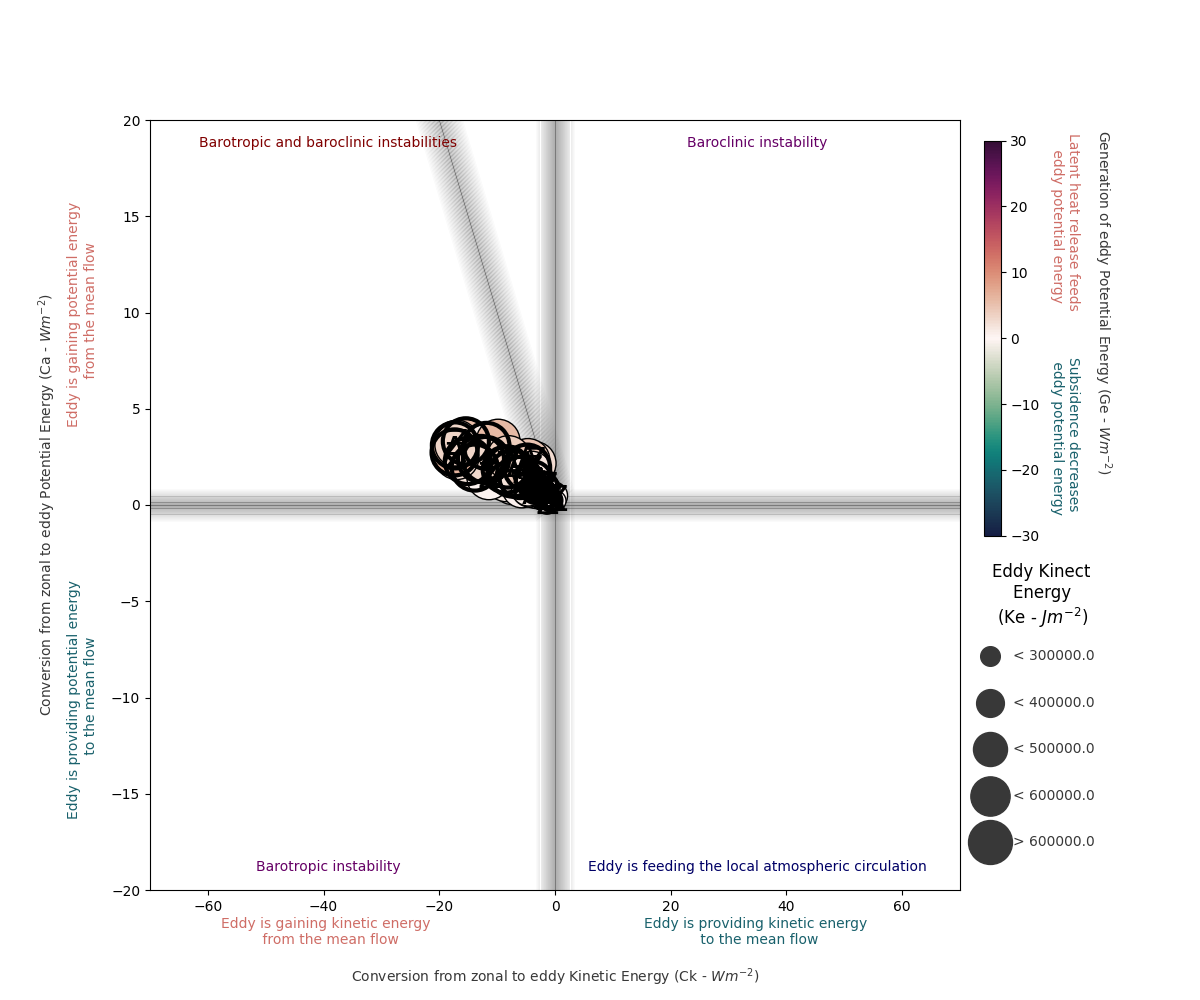 Barotropic and baroclinic instabilities
Baroclinic instability
Barotropic instability
Eddy is feeding the local atmospheric circulation
20
15
10
5
0
−5
−10
−15
−20
−60
−40
−20
0
20
40
60
Eddy is gaining kinetic energy
from the mean flow
Eddy is providing kinetic energy
to the mean flow
Conversion from zonal to eddy Kinetic Energy (Ck - Wm⁻²)
Conversion from zonal to eddy Potential Energy (Ca - Wm⁻²)
Eddy is gaining potential energy
from the mean flow
Eddy is providing potential energy
to the mean flow
30
20
10
0
−10
−20
−30
Latent heat release feeds
eddy potential energy
Subsidence decreases
eddy potential energy
Generation of eddy Potential Energy (Ge - Wm⁻²)
Eddy Kinect
Energy
(Ke - Jm⁻²)
< 300000.0
< 400000.0
< 500000.0
< 600000.0
> 600000.0